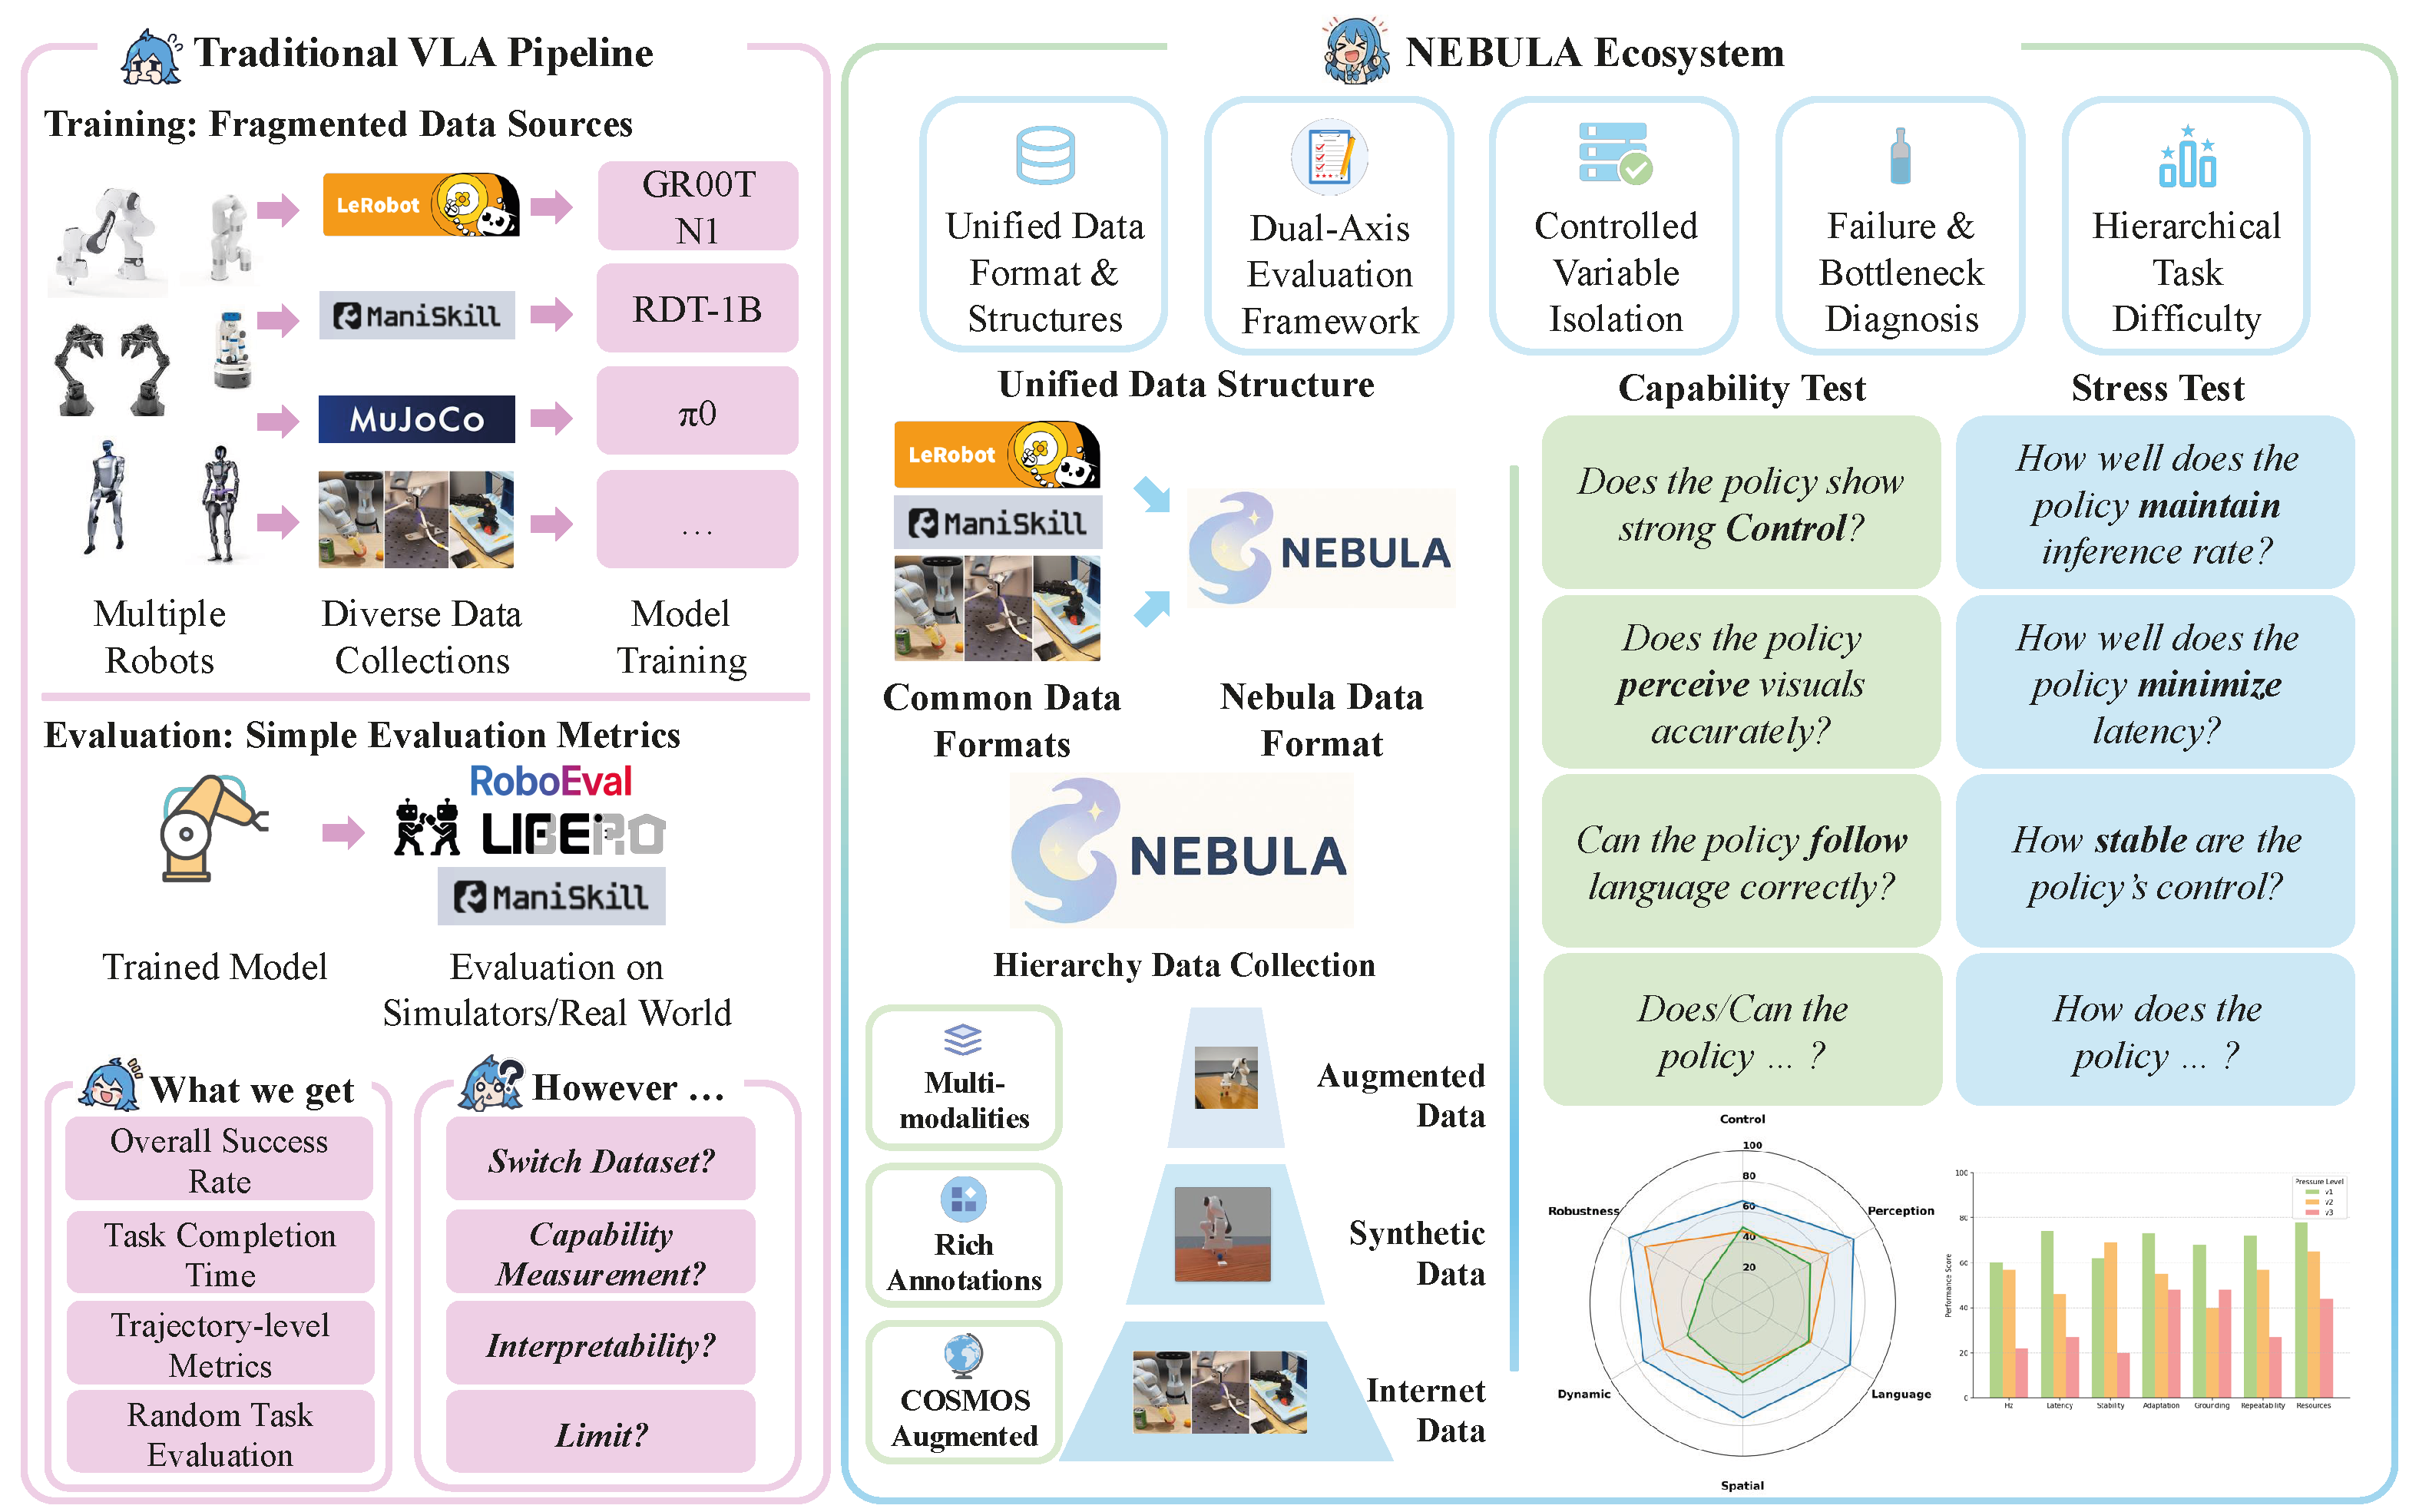 Traditional VLA Pipeline
Training: Fragmented Data Sources
LeRobot
GR00T
N1
ManiSkill
RDT-1B
MuJoCo
π0
...
Multiple
Robots
Diverse Data
Collections
Model
Training
Evaluation: Simple Evaluation Metrics
RoboEval
LIBERO
ManiSkill
Trained Model
Evaluation on
Simulators/Real World
What we get
Overall Success
Rate
Task Completion
Time
Trajectory-level
Metrics
Random Task
Evaluation
However ...
Switch Dataset?
Capability
Measurement?
Interpretability?
Limit?
NEBULA Ecosystem
Unified Data
Format &
Structures
Dual-Axis
Evaluation
Framework
Controlled
Variable
Isolation
Failure &
Bottleneck
Diagnosis
Hierarchical
Task
Difficulty
Unified Data Structure
LeRobot
ManiSkill
NEBULA
Common Data
Formats
Nebula Data
Format
NEBULA
Hierarchy Data Collection
Multi-
modalities
Rich
Annotations
COSMOS
Augmented
Augmented
Data
Synthetic
Data
Internet
Data
Capability Test
Does the policy show
strong Control?
Does the policy
perceive visuals
accurately?
Can the policy follow
language correctly?
Does/Can the
policy ... ?
Stress Test
How well does the
policy maintain
inference rate?
How well does the
policy minimize
latency?
How stable are the
policy's control?
How does the
policy ... ?
Control
100
80
60
40
20
Robustness
Perception
Dynamic
Language
Spatial
Performance Score
100
80
60
40
20
0
Pressure Level
v1
v2
v3
Hz
Latency
Stability
Adaptation
Grounding
Repeatability
Resources